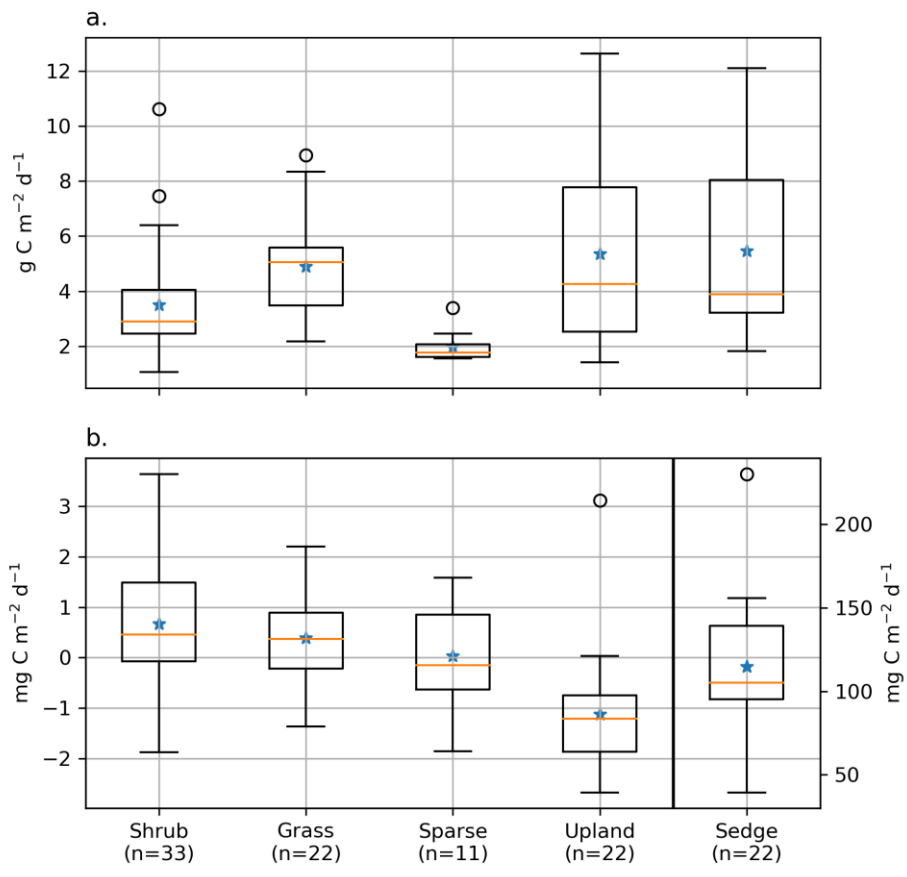 a.
12
10
8
6
4
2
g C m⁻² d⁻¹
b.
3
2
1
0
−1
−2
mg C m⁻² d⁻¹
200
150
100
50
mg C m⁻² d⁻¹
Shrub
(n=33)
Grass
(n=22)
Sparse
(n=11)
Upland
(n=22)
Sedge
(n=22)